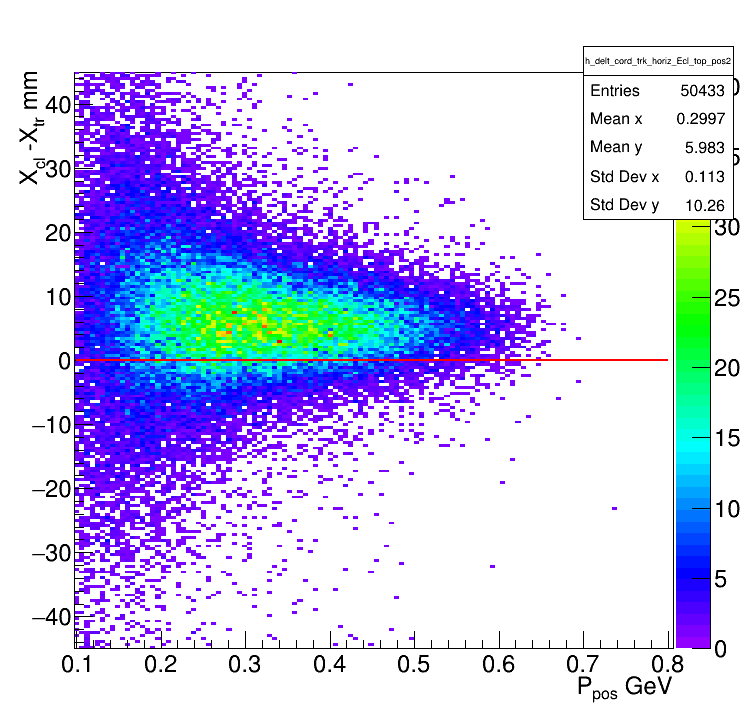 h_delt_cord_trk_horiz_Ecl_top_pos2
Entries 50433
Mean x 0.2997
Mean y 5.983
Std Dev x 0.113
Std Dev y 10.26
X_cl -X_tr mm
40
30
20
10
0
−10
−20
−30
−40
0.1 0.2 0.3 0.4 0.5 0.6 0.7 0.8
P_pos GeV
30
25
20
15
10
5
0